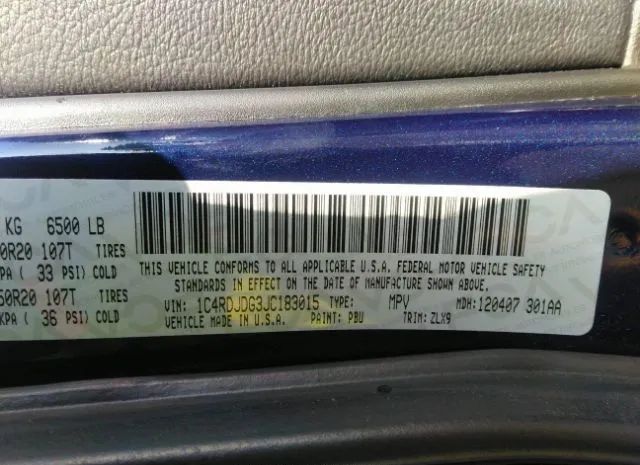 KG 6500 LB
0R20 107T TIRES
KPA ( 33 PSI) COLD
50R20 107T TIRES
KPA ( 36 PSI) COLD
THIS VEHICLE CONFORMS TO ALL APPLICABLE U.S.A. FEDERAL MOTOR VEHICLE SAFETY
STANDARDS IN EFFECT ON THE DATE OF MANUFACTURE SHOWN ABOVE.
VIN: 1C4RDJDG3JC183015 TYPE: MPV MDH: 120407 301AA
VEHICLE MADE IN U.S.A. PAINT: PBU TRIM: ZLX9